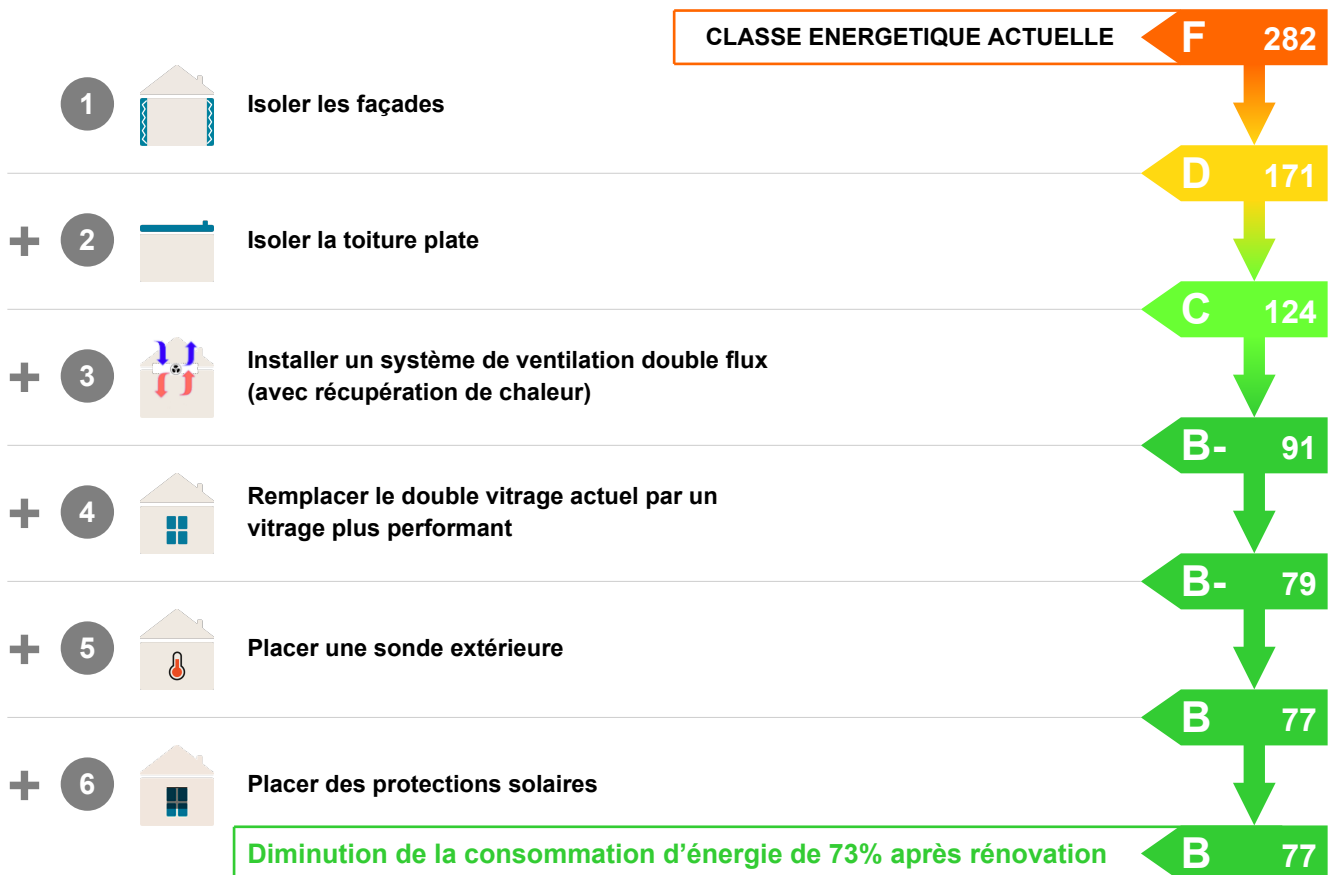 CLASSE ENERGETIQUE ACTUELLE F 282
1 Isoler les façades
D 171
+ 2 Isoler la toiture plate
C 124
+ 3 Installer un système de ventilation double flux
(avec récupération de chaleur)
B- 91
+ 4 Remplacer le double vitrage actuel par un
vitrage plus performant
B- 79
+ 5 Placer une sonde extérieure
B 77
+ 6 Placer des protections solaires
Diminution de la consommation d’énergie de 73% après rénovation B 77